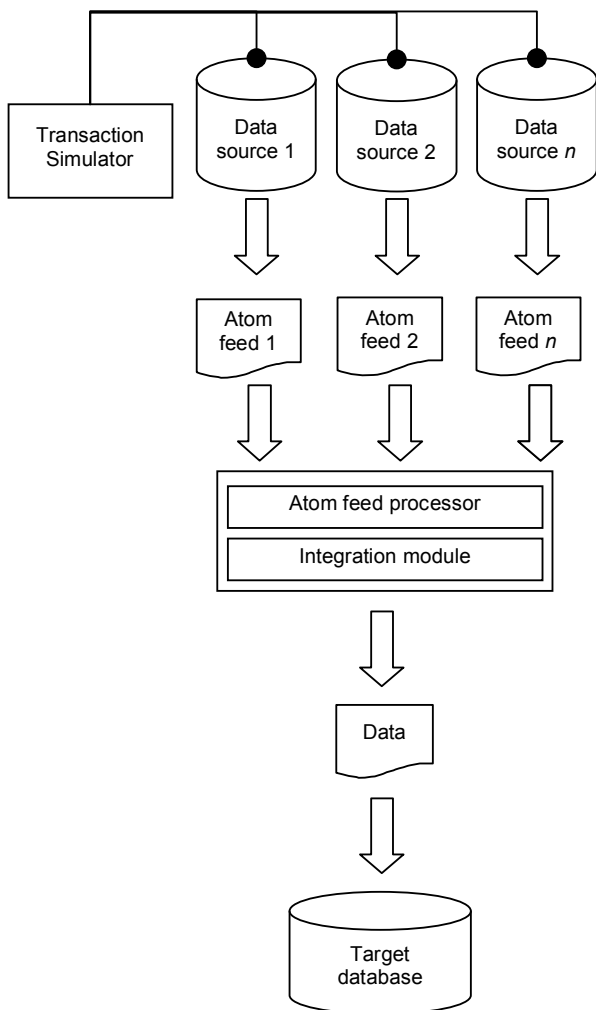 Transaction
Simulator
Data
source 1
Data
source 2
Data
source n
Atom
feed 1
Atom
feed 2
Atom
feed n
Atom feed processor
Integration module
Data
Target
database